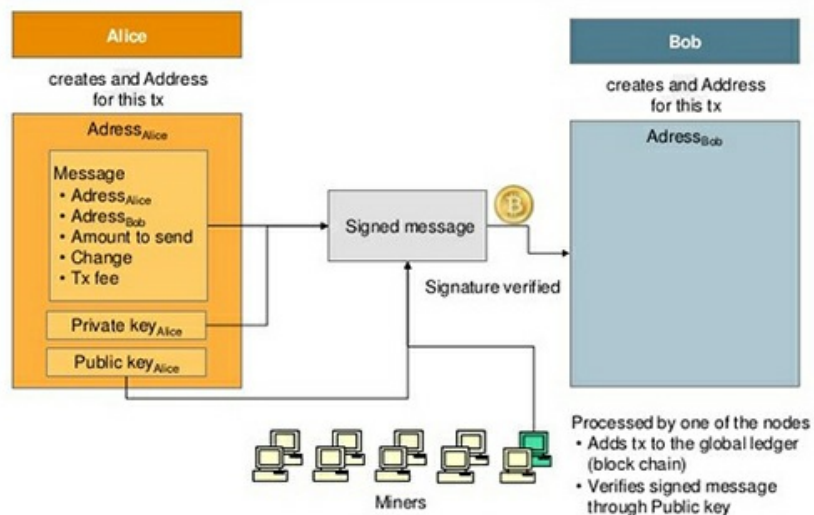 Alice
creates and Address
for this tx
Adress Alice
Message
• Adress Alice
• Adress Bob
• Amount to send
• Change
• Tx fee
Private key Alice
Public key Alice
Signed message
Signature verified
Miners
Bob
creates and Address
for this tx
Adress Bob
Processed by one of the nodes
• Adds tx to the global ledger
(block chain)
• Verifies signed message
through Public key